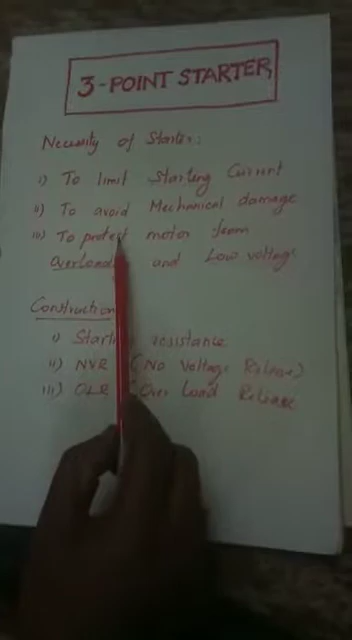 3-POINT STARTER
Necessity of Starter:
i) To limit Starting Current
ii) To avoid Mechanical damage
iii) To protect motor from
Overload and Low voltage
Construction
i) Start resistance
ii) NVR (No Voltage Release)
iii) OLR (Over Load Release